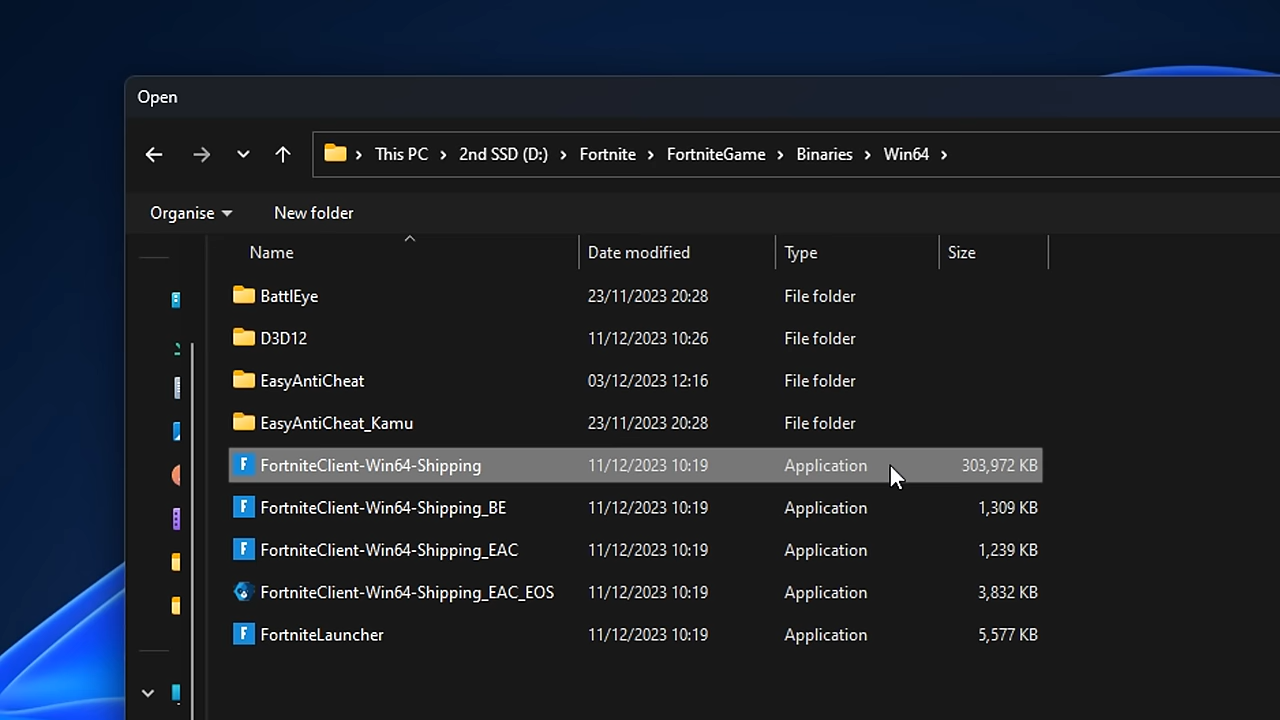 Open
This PC > 2nd SSD (D:) > Fortnite > FortniteGame > Binaries > Win64 >
Organise New folder
Name Date modified Type Size
BattlEye 23/11/2023 20:28 File folder
D3D12 11/12/2023 10:26 File folder
EasyAntiCheat 03/12/2023 12:16 File folder
EasyAntiCheat_Kamu 23/11/2023 20:28 File folder
FortniteClient-Win64-Shipping 11/12/2023 10:19 Application 303,972 KB
FortniteClient-Win64-Shipping_BE 11/12/2023 10:19 Application 1,309 KB
FortniteClient-Win64-Shipping_EAC 11/12/2023 10:19 Application 1,239 KB
FortniteClient-Win64-Shipping_EAC_EOS 11/12/2023 10:19 Application 3,832 KB
FortniteLauncher 11/12/2023 10:19 Application 5,577 KB